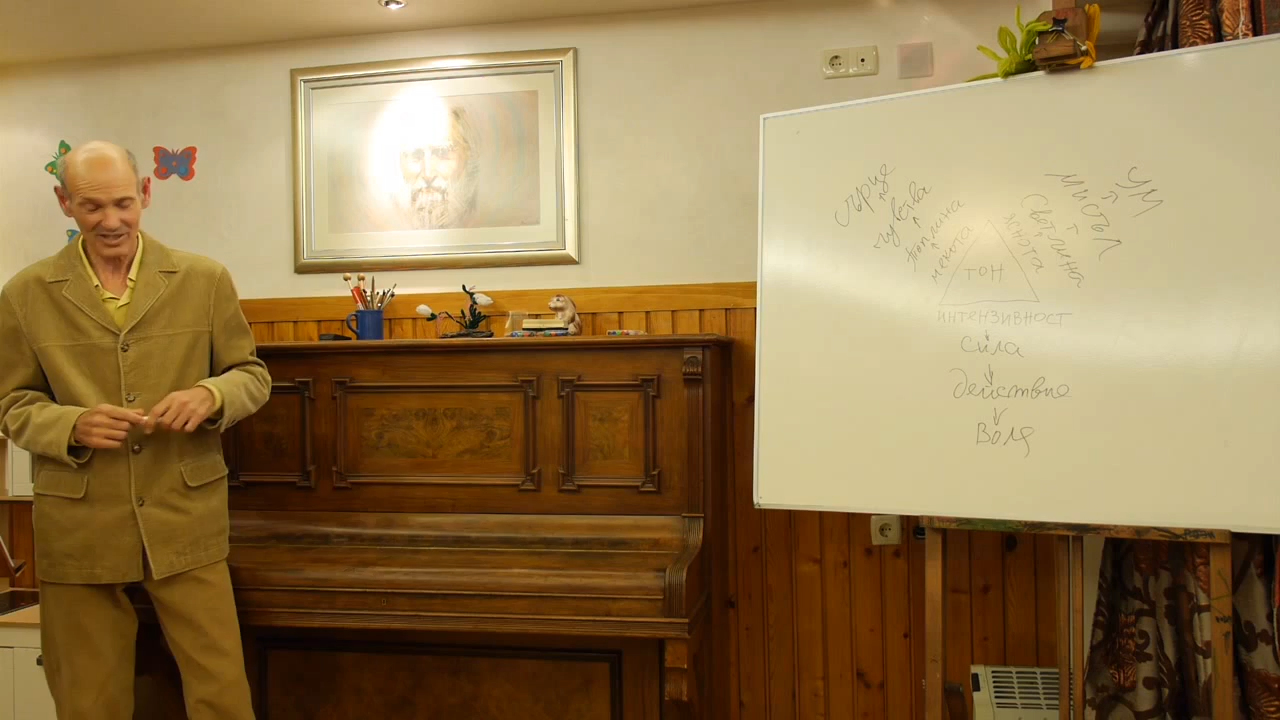 сърце
чувства
топлина
мекота
ум
мисъл
светлина
яснота
тон
интензивност
сила
действие
воля